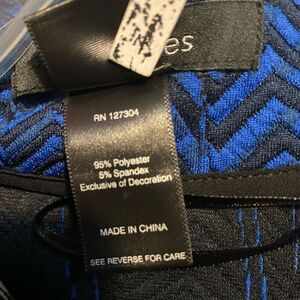 es
RN 127304
95% Polyester
5% Spandex
Exclusive of Decoration
MADE IN CHINA
SEE REVERSE FOR CARE